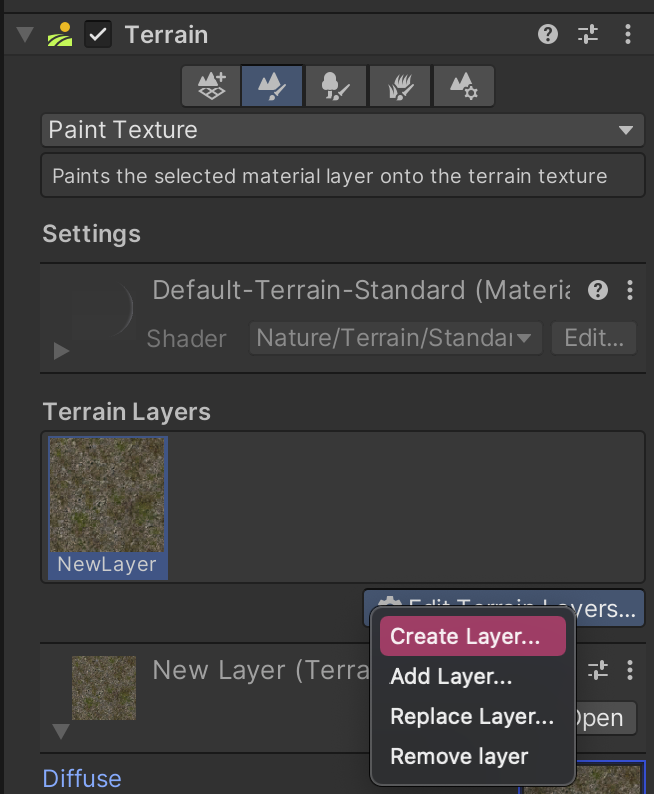 Terrain
Paint Texture
Paints the selected material layer onto the terrain texture
Settings
Default-Terrain-Standard (Materia
Shader Nature/Terrain/Standar Edit...
Terrain Layers
NewLayer
Edit Terrain Layers...
Create Layer...
New Layer (Terra
Add Layer...
Replace Layer...
Open
Remove layer
Diffuse